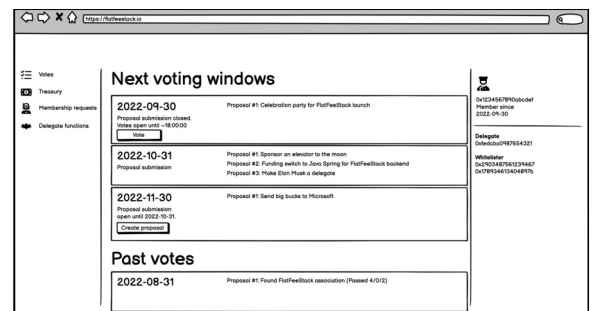 https://flatfeestack.io
Votes
Treasury
Membership requests
Delegate functions
Next voting windows
2022-09-30
Proposal submission closed.
Votes open until ~18:00:00
Vote
Proposal #1: Celebration party for FlatFeeStack launch
2022-10-31
Proposal submission
Proposal #1: Sponsor an elevator to the moon
Proposal #2: Funding switch to Java Spring for FlatFeeStack backend
Proposal #3: Make Elon Musk a delegate
2022-11-30
Proposal submission
open until 2022-10-31.
Create proposal
Proposal #1: Send big bucks to Microsoft
Past votes
2022-08-31
Proposal #1: Found FlatFeeStack association (Passed 4/0/2)
0x1234567890abcdef
Member since
2022-09-30
Delegate
0xfedcba0987654321
Whitelister
0x2903487561239467
0x178934613404897b